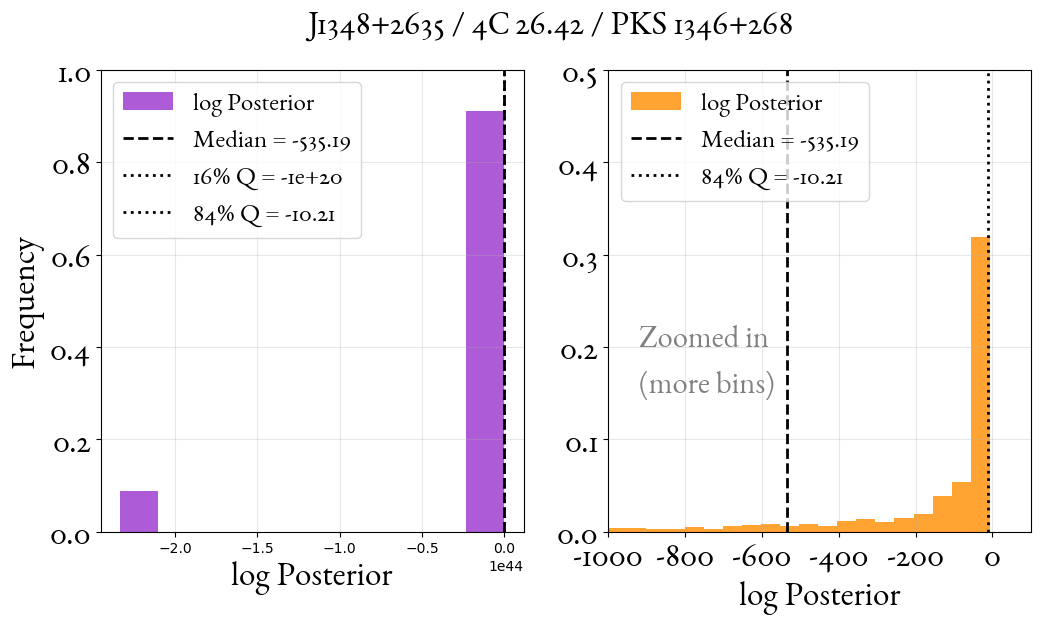 J1348+2635 / 4C 26.42 / PKS 1346+268
Frequency
1.0
0.8
0.6
0.4
0.2
0.0
log Posterior
Median = -535.19
16% Q = -1e+20
84% Q = -10.21
−2.0 −1.5 −1.0 −0.5 0.0
1e44
log Posterior
0.5
0.4
0.3
0.2
0.1
0.0
log Posterior
Median = -535.19
84% Q = -10.21
Zoomed in
(more bins)
-1000 -800 -600 -400 -200 0
log Posterior